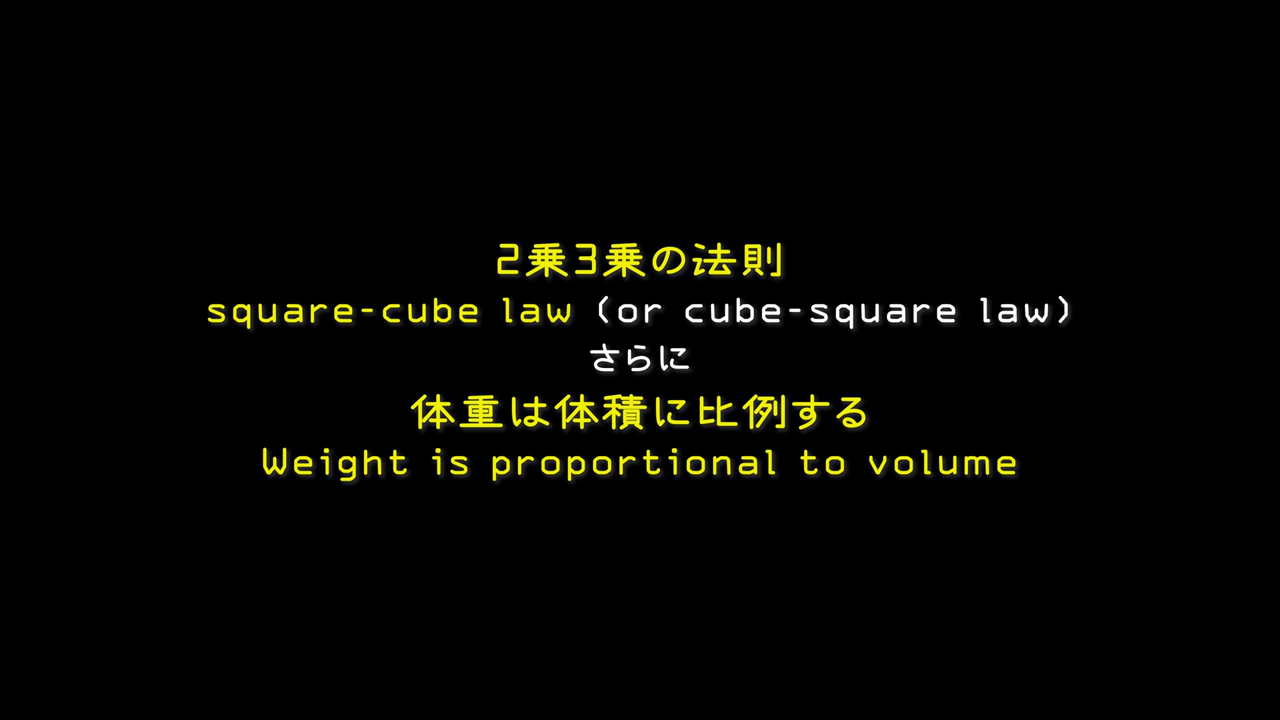 2乗3乗の法則
square-cube law (or cube-square law)
さらに
体重は体積に比例する
Weight is proportional to volume